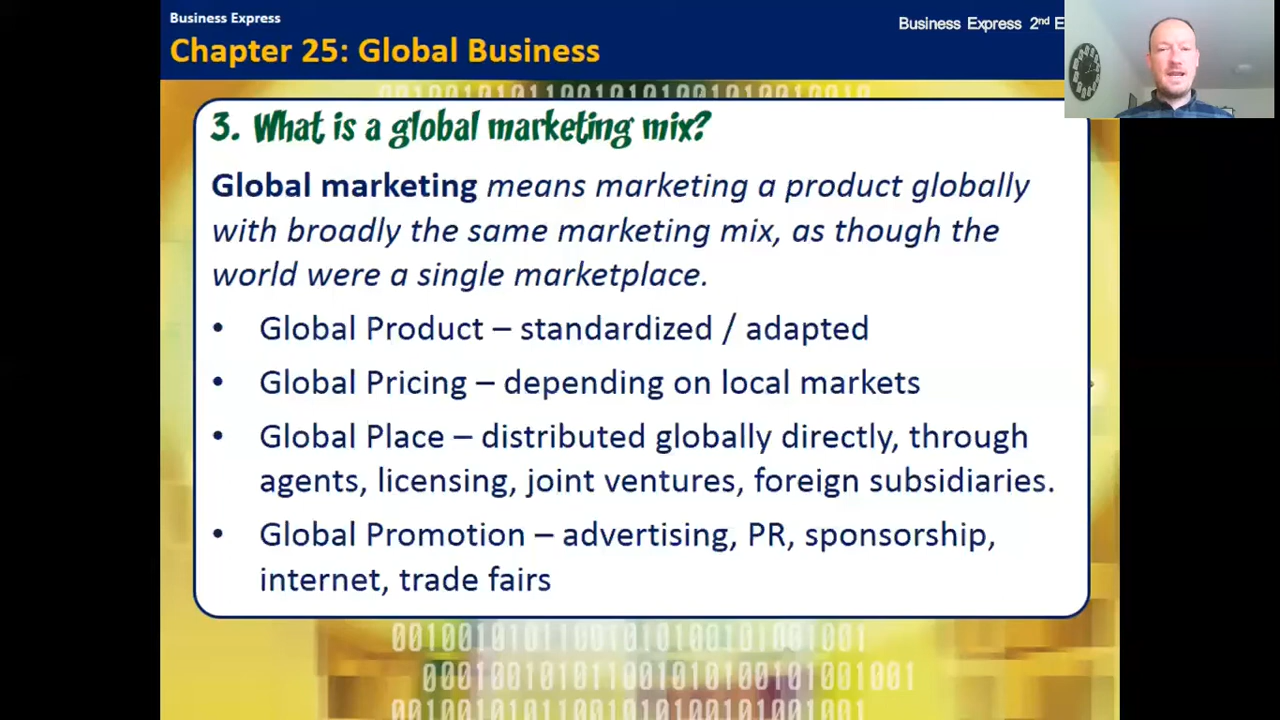 Business Express
Business Express 2nd E
Chapter 25: Global Business
3. What is a global marketing mix?
Global marketing means marketing a product globally
with broadly the same marketing mix, as though the
world were a single marketplace.
• Global Product – standardized / adapted
• Global Pricing – depending on local markets
• Global Place – distributed globally directly, through
agents, licensing, joint ventures, foreign subsidiaries.
• Global Promotion – advertising, PR, sponsorship,
internet, trade fairs